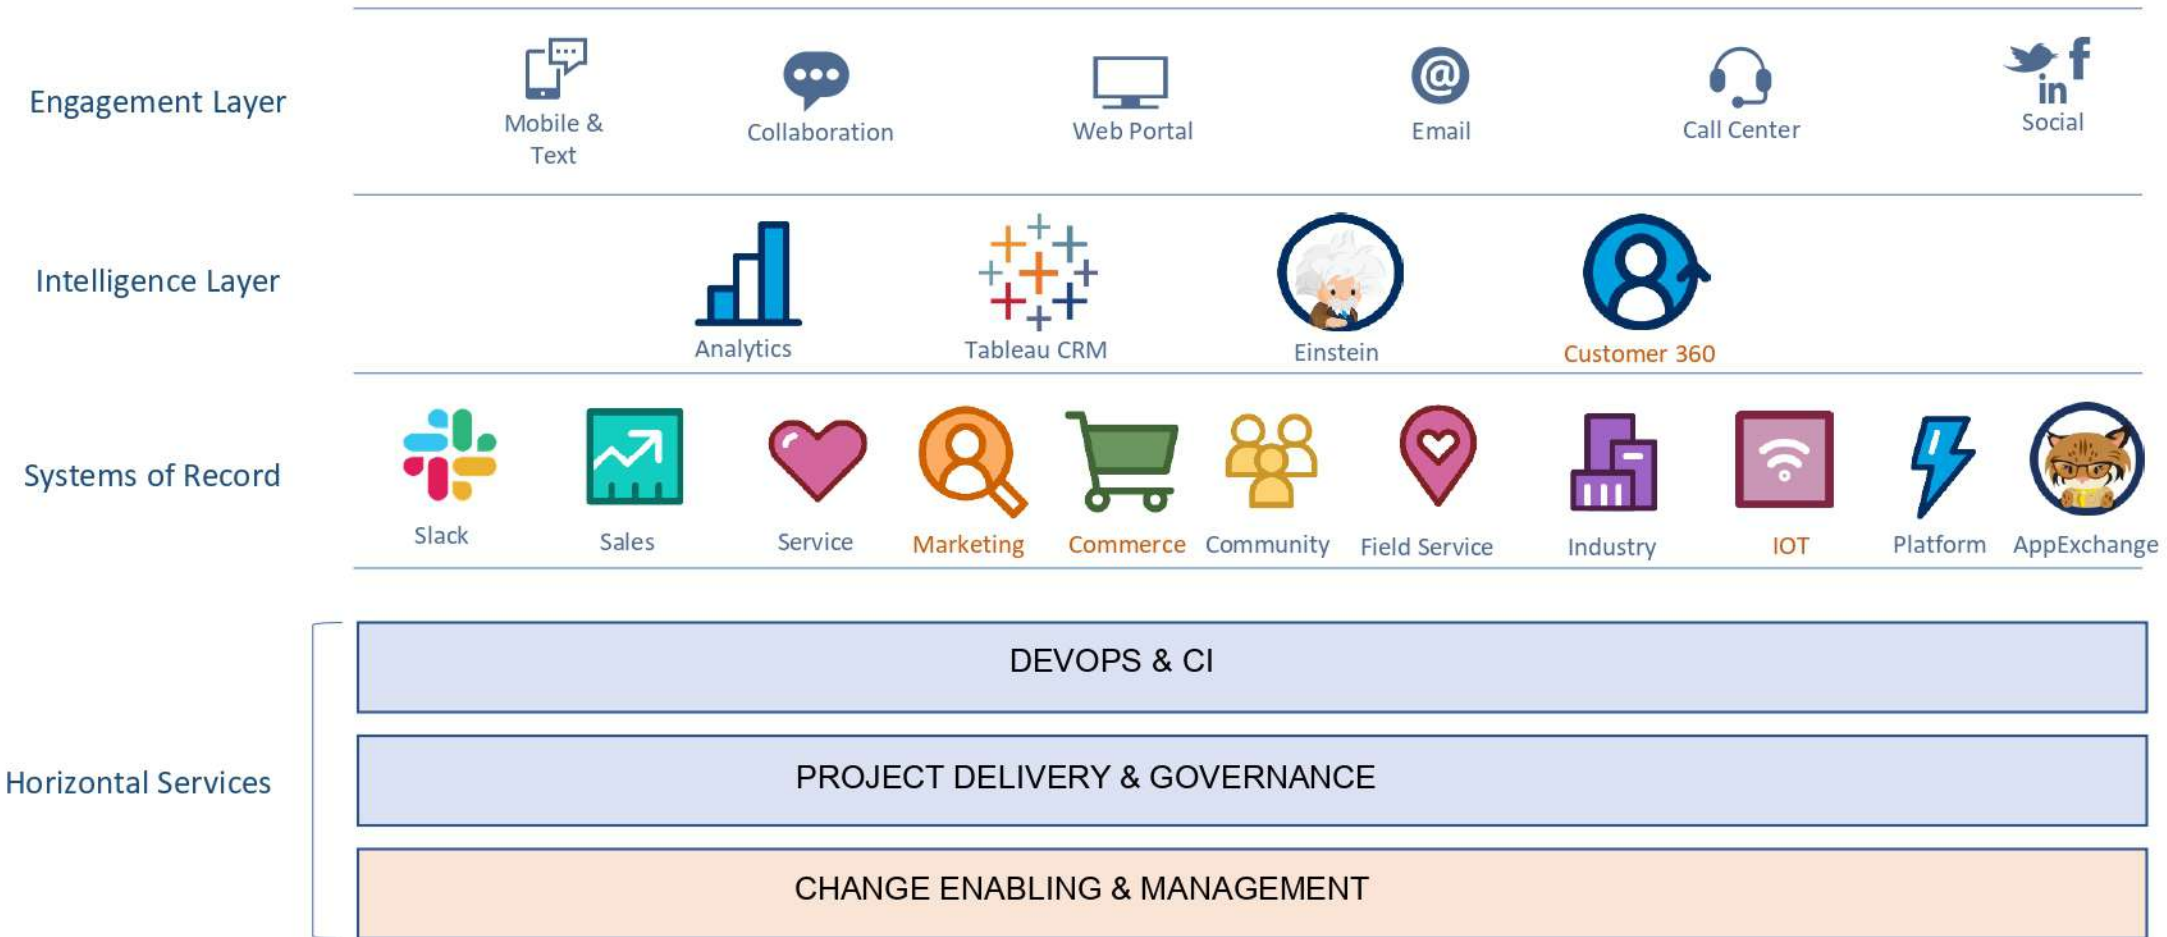 Engagement Layer
Mobile &
Text
Collaboration
Web Portal
Email
Call Center
Social
Intelligence Layer
Analytics
Tableau CRM
Einstein
Customer 360
Systems of Record
Slack
Sales
Service
Marketing
Commerce
Community
Field Service
Industry
IOT
Platform
AppExchange
Horizontal Services
DEVOPS & CI
PROJECT DELIVERY & GOVERNANCE
CHANGE ENABLING & MANAGEMENT